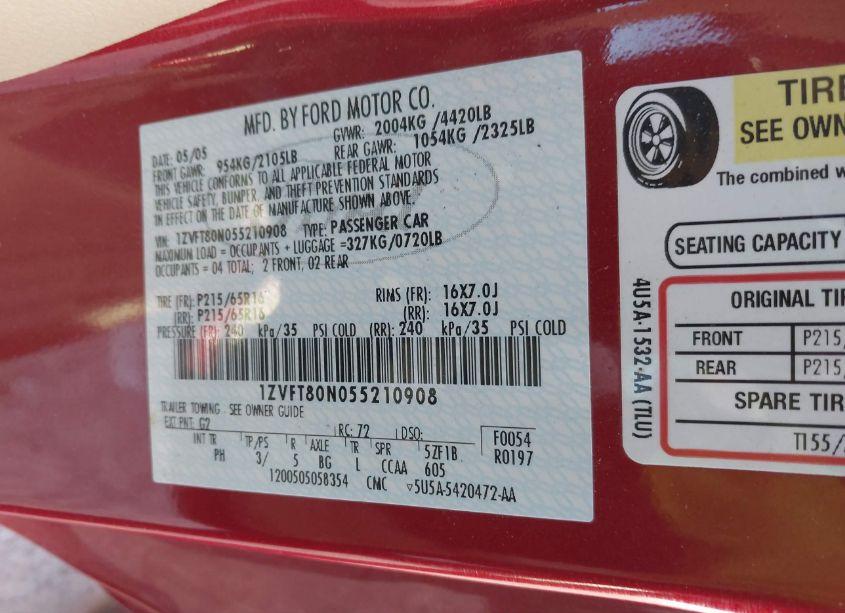 MFD. BY FORD MOTOR CO.
DATE: 05/05 GVWR: 2004KG /4420LB
FRONT GAWR: 954KG/2105LB REAR GAWR: 1054KG /2325LB
THIS VEHICLE CONFORMS TO ALL APPLICABLE FEDERAL MOTOR
VEHICLE SAFETY, BUMPER, AND THEFT PREVENTION STANDARDS
IN EFFECT ON THE DATE OF MANUFACTURE SHOWN ABOVE.
VIN: 1ZVFT80N055210908 TYPE: PASSENGER CAR
MAXIMUM LOAD = OCCUPANTS + LUGGAGE =327KG/0720LB
OCCUPANTS = 04 TOTAL; 2 FRONT, 02 REAR
TIRE (FR): P215/65R16 RIMS (FR): 16X7.0J
(RR): P215/65R16 (RR): 16X7.0J
PRESSURE (FR): 240 kPa/35 PSI COLD (RR): 240 kPa/35 PSI COLD
1ZVFT80N055210908
TRAILER TOWING - SEE OWNER GUIDE
EXT PNT: G2 RC: 72 DSO: F0054
INT TR TP/PS R AXLE TR SPR 5ZF1B R0197
PH 3/ 5 BG L CCAA 605
1200505058354 CMC ▿5U5A-5420472-AA
TIRE
SEE OWN
The combined w
SEATING CAPACITY
4U5A-1532-AA (TLU)
ORIGINAL TIR
FRONT P215/
REAR P215/
SPARE TIR
T155/